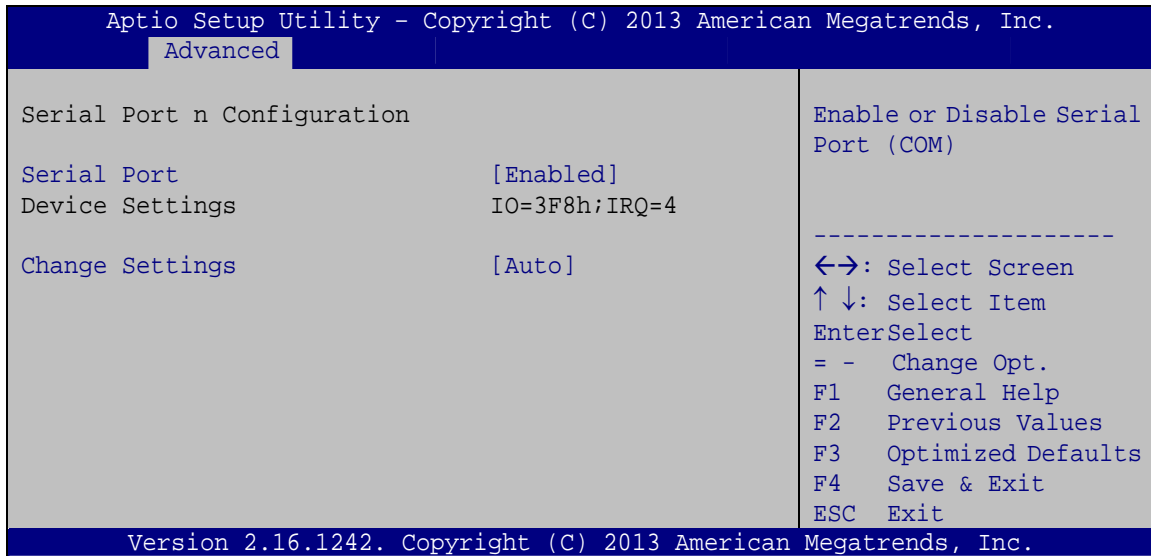 Aptio Setup Utility – Copyright (C) 2013 American Megatrends, Inc.
Advanced
Serial Port n Configuration
Serial Port [Enabled]
Device Settings IO=3F8h;IRQ=4
Change Settings [Auto]
Enable or Disable Serial
Port (COM)
---------------------
←→: Select Screen
↑ ↓: Select Item
EnterSelect
= - Change Opt.
F1 General Help
F2 Previous Values
F3 Optimized Defaults
F4 Save & Exit
ESC Exit
Version 2.16.1242. Copyright (C) 2013 American Megatrends, Inc.